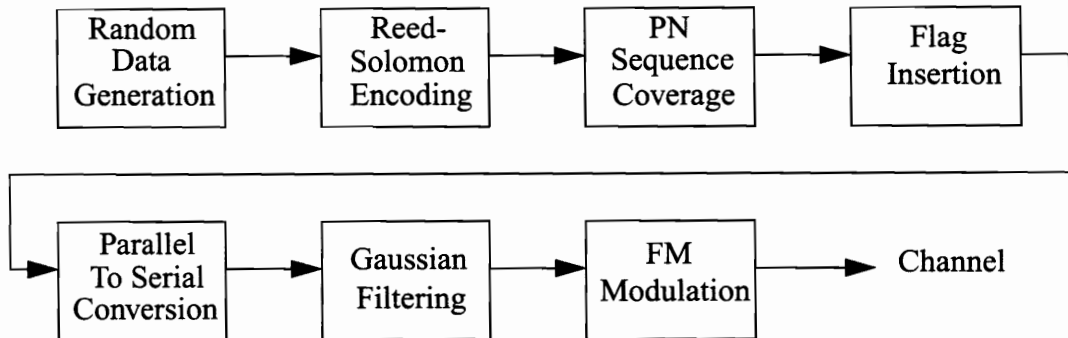 Random
Data
Generation
Reed-
Solomon
Encoding
PN
Sequence
Coverage
Flag
Insertion
Parallel
To Serial
Conversion
Gaussian
Filtering
FM
Modulation
Channel